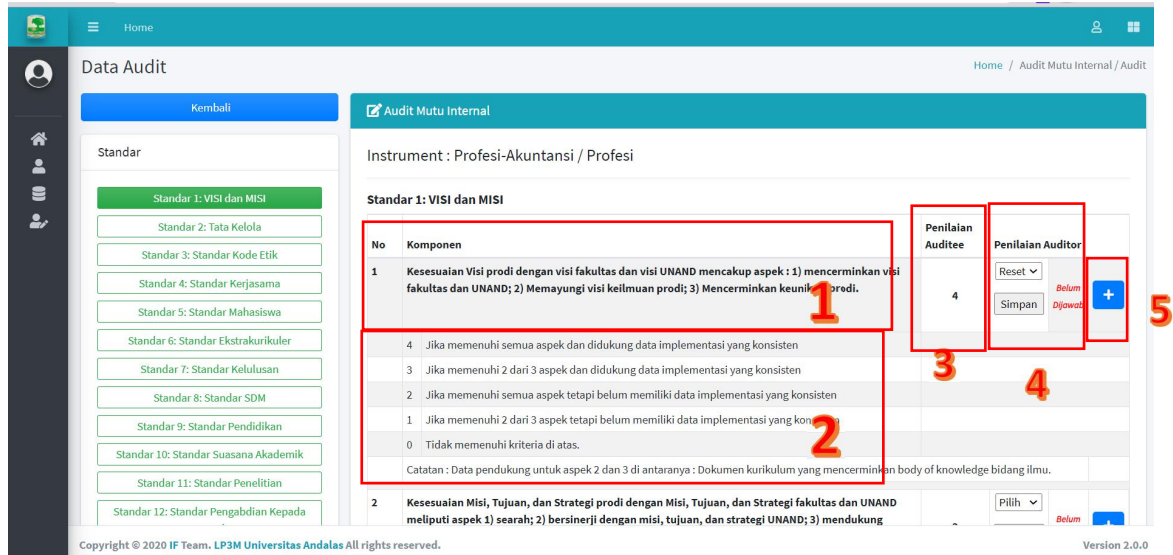 Home
Data Audit
Home / Audit Mutu Internal / Audit
Kembali
Audit Mutu Internal
Standar
Instrument : Profesi-Akuntansi / Profesi
Standar 1: VISI dan MISI
Standar 2: Tata Kelola
Standar 3: Standar Kode Etik
Standar 4: Standar Kerjasama
Standar 5: Standar Mahasiswa
Standar 6: Standar Ekstrakurikuler
Standar 7: Standar Kelulusan
Standar 8: Standar SDM
Standar 9: Standar Pendidikan
Standar 10: Standar Suasana Akademik
Standar 11: Standar Penelitian
Standar 12: Standar Pengabdian Kepada
Standar 1: VISI dan MISI
No Komponen Penilaian Auditee Penilaian Auditor
1 Kesesuaian Visi prodi dengan visi fakultas dan visi UNAND mencakup aspek : 1) mencerminkan visi
fakultas dan UNAND; 2) Memayungi visi keilmuan prodi; 3) Mencerminkan keunikan prodi.
4
Reset
Simpan
Belum
Dijawab
+
1
5
4 Jika memenuhi semua aspek dan didukung data implementasi yang konsisten
3 Jika memenuhi 2 dari 3 aspek dan didukung data implementasi yang konsisten
2 Jika memenuhi semua aspek tetapi belum memiliki data implementasi yang konsisten
1 Jika memenuhi 2 dari 3 aspek tetapi belum memiliki data implementasi yang
0 Tidak memenuhi kriteria di atas.
2
3
4
Catatan : Data pendukung untuk aspek 2 dan 3 di antaranya : Dokumen kurikulum yang mencerminkan body of knowledge bidang ilmu.
2 Kesesuaian Misi, Tujuan, dan Strategi prodi dengan Misi, Tujuan, dan Strategi fakultas dan UNAND
meliputi aspek 1) searah; 2) bersinerji dengan misi, tujuan, dan strategi UNAND; 3) mendukung
Pilih
Belum
Copyright © 2020 IF Team. LP3M Universitas Andalas All rights reserved.
Version 2.0.0